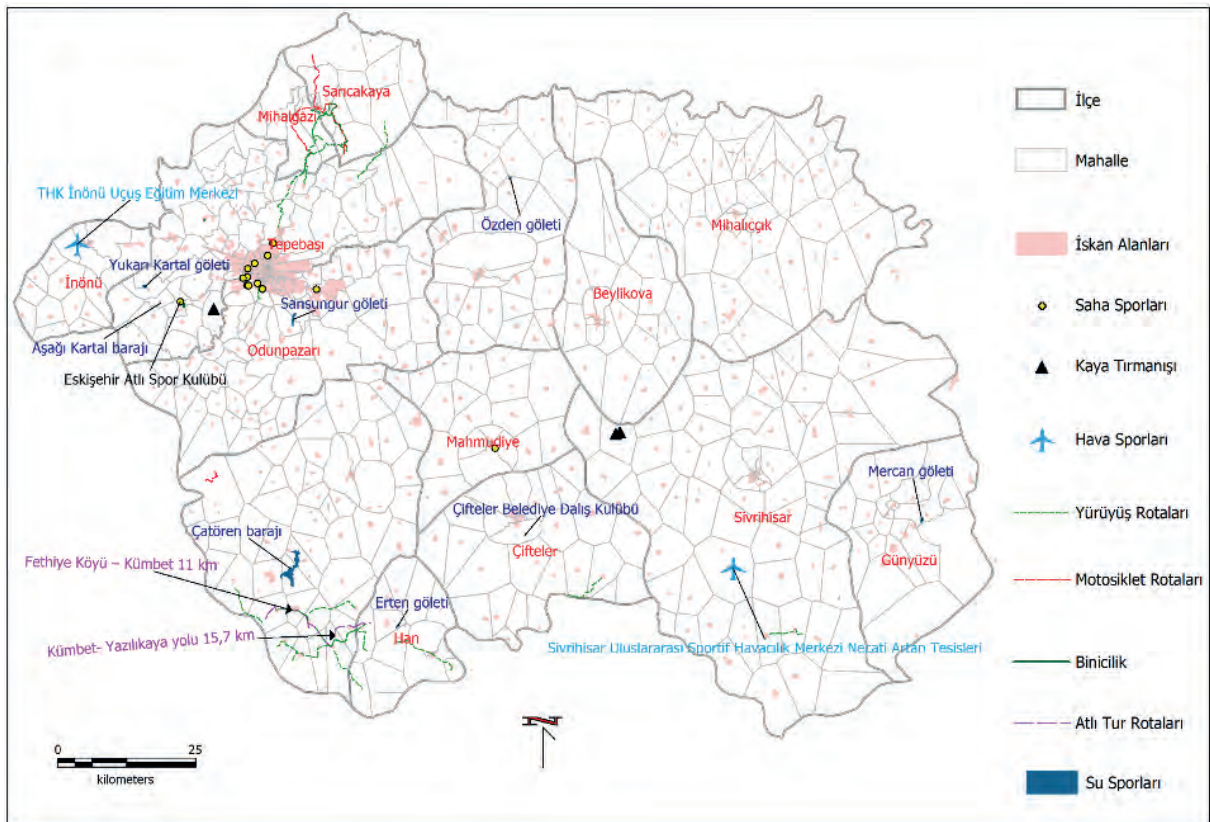 Sarıcakaya
Mihalgazi
THK İnönü Uçuş Eğitim Merkezi
Özden göleti
Mihalıççık
Tepebaşı
Yukarı Kartal göleti
İnönü
Beylikova
Sarısungur göleti
Aşağı Kartal barajı
Odunpazarı
Eskişehir Atlı Spor Kulübü
Mahmudiye
Mercan göleti
Çifteler Belediye Dalış Kulübü
Sivrihisar
Çatören barajı
Çifteler
Günyüzü
Fethiye Köyü – Kümbet 11 km
Erten göleti
Han
Kümbet- Yazılıkaya yolu 15,7 km
Sivrihisar Uluslararası Sportif Havacılık Merkezi Necati Artan Tesisleri
0 25
kilometers
İlçe
Mahalle
İskan Alanları
Saha Sporları
Kaya Tırmanışı
Hava Sporları
Yürüyüş Rotaları
Motosiklet Rotaları
Binicilik
Atlı Tur Rotaları
Su Sporları